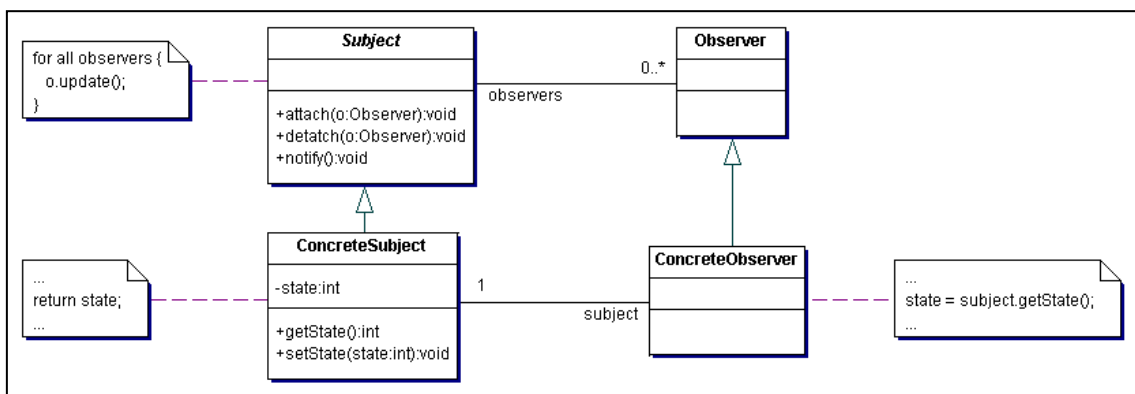 for all observers {
o.update();
}
Subject
+attach(o:Observer):void
+detatch(o:Observer):void
+notify():void
0..*
observers
Observer
...
return state;
...
ConcreteSubject
-state:int
+getState():int
+setState(state:int):void
1
subject
ConcreteObserver
...
state = subject.getState();
...